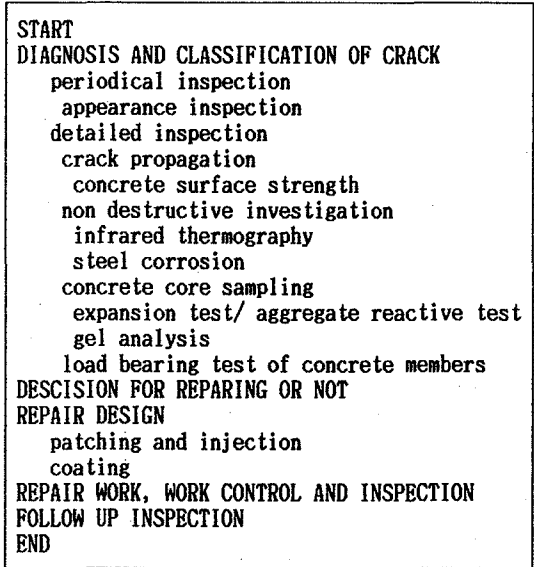 START
DIAGNOSIS AND CLASSIFICATION OF CRACK
periodical inspection
appearance inspection
detailed inspection
crack propagation
concrete surface strength
non destructive investigation
infrared thermography
steel corrosion
concrete core sampling
expansion test/ aggregate reactive test
gel analysis
load bearing test of concrete members
DESCISION FOR REPARING OR NOT
REPAIR DESIGN
patching and injection
coating
REPAIR WORK, WORK CONTROL AND INSPECTION
FOLLOW UP INSPECTION
END